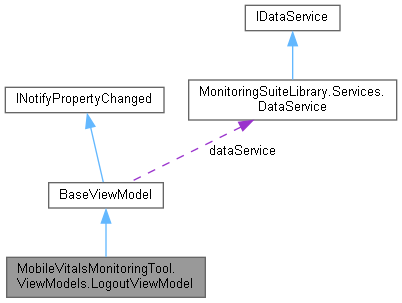 IDataService
INotifyPropertyChanged
MonitoringSuiteLibrary.Services.
DataService
dataService
BaseViewModel
MobileVitalsMonitoringTool.
ViewModels.LogoutViewModel